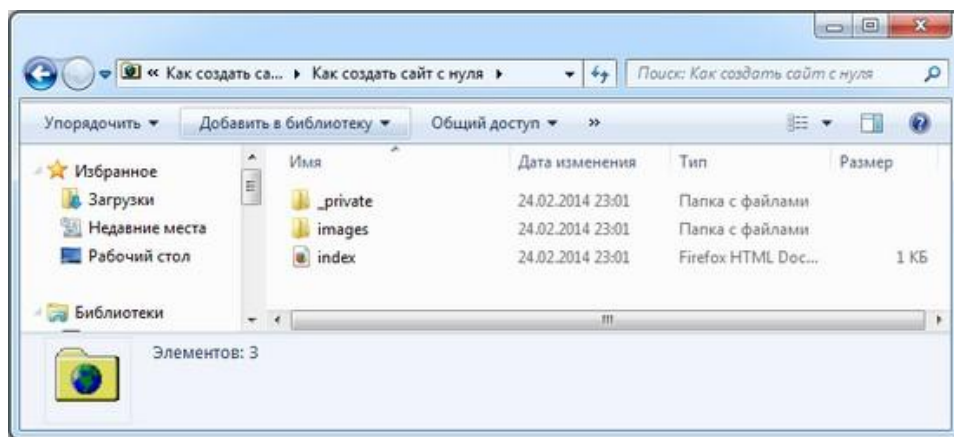 « Как создать са... ▸ Как создать сайт с нуля ▸ Поиск: Как создать сайт с нуля
Упорядочить ▾ Добавить в библиотеку ▾ Общий доступ ▾ »
Имя Дата изменения Тип Размер
Избранное
Загрузки
Недавние места
Рабочий стол
Библиотеки
_private 24.02.2014 23:01 Папка с файлами
images 24.02.2014 23:01 Папка с файлами
index 24.02.2014 23:01 Firefox HTML Doc... 1 КБ
Элементов: 3